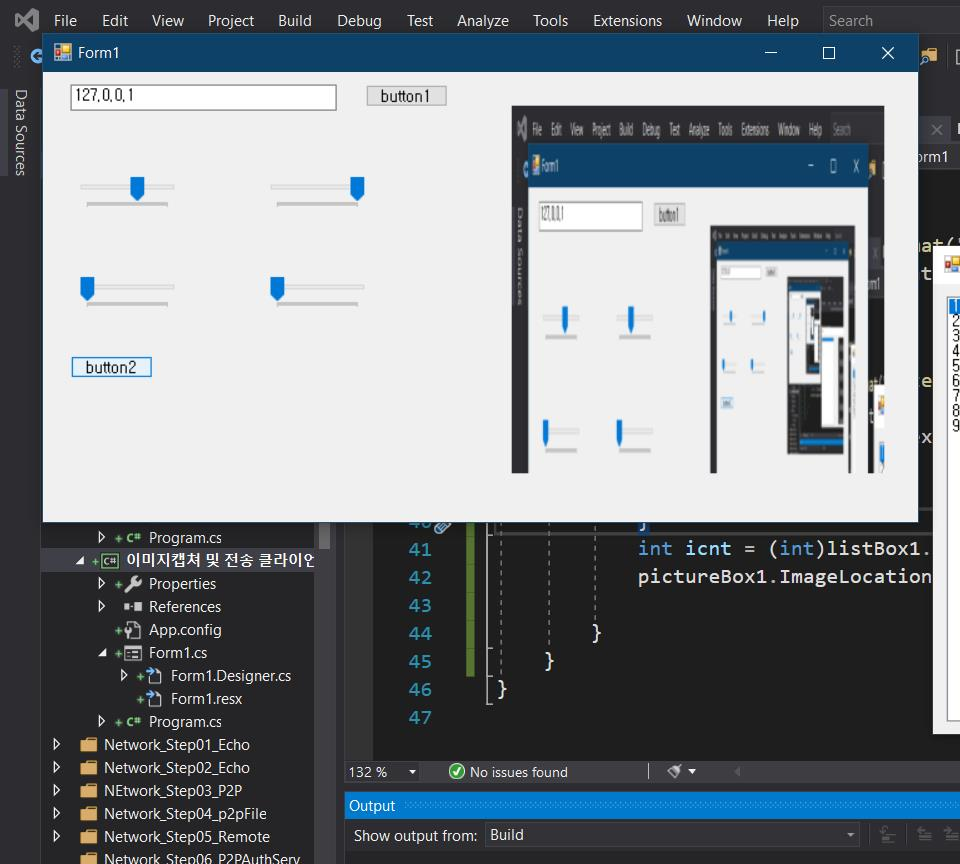 File Edit View Project Build Debug Test Analyze Tools Extensions Window Help Search
Form1
127,0,0,1
button1
button2
Data Sources
File Edit View Project Build Debug Test Analyze Tools Extensions Window Help Search
Form1
127,0,0,1
button1
Data Sources
orm1
at("
t
te
ex
1
2
3
4
5
6
7
8
9
Program.cs
이미지캡쳐 및 전송 클라이언
Properties
References
App.config
Form1.cs
Form1.Designer.cs
Form1.resx
Program.cs
Network_Step01_Echo
Network_Step02_Echo
NEtwork_Step03_P2P
Network_Step04_p2pFile
Network_Step05_Remote
Network_Step06_P2PAuthServ
40 }
41 int icnt = (int)listBox1.
42 pictureBox1.ImageLocation
43
44 }
45 }
46 }
47
132 %
No issues found
Output
Show output from: Build